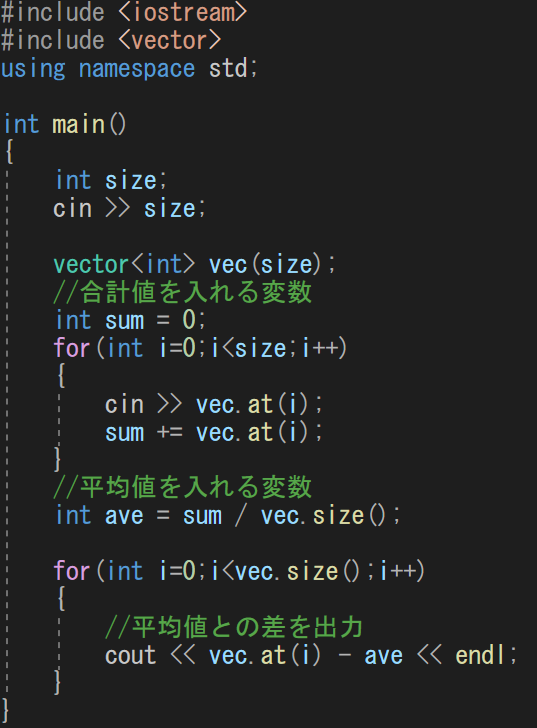 #include <iostream>
#include <vector>
using namespace std;
int main()
{
int size;
cin >> size;
vector<int> vec(size);
//合計値を入れる変数
int sum = 0;
for(int i=0;i<size;i++)
{
cin >> vec.at(i);
sum += vec.at(i);
}
//平均値を入れる変数
int ave = sum / vec.size();
for(int i=0;i<vec.size();i++)
{
//平均値との差を出力
cout << vec.at(i) - ave << endl;
}
}